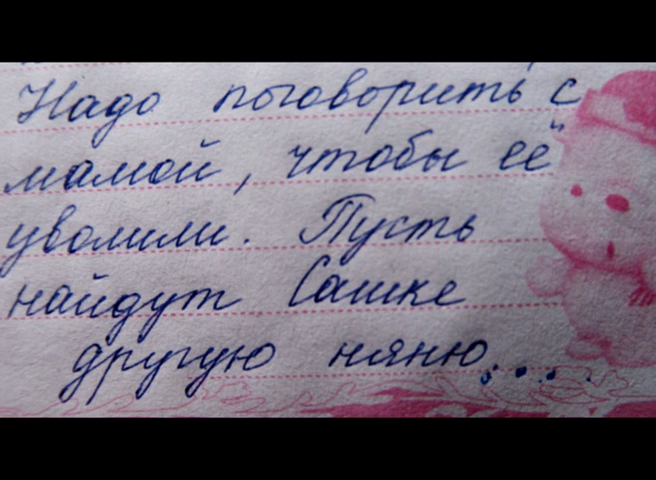 Надо поговорить с
мамой, чтобы её
уволили. Пусть
найдут Сашке
другую няню...